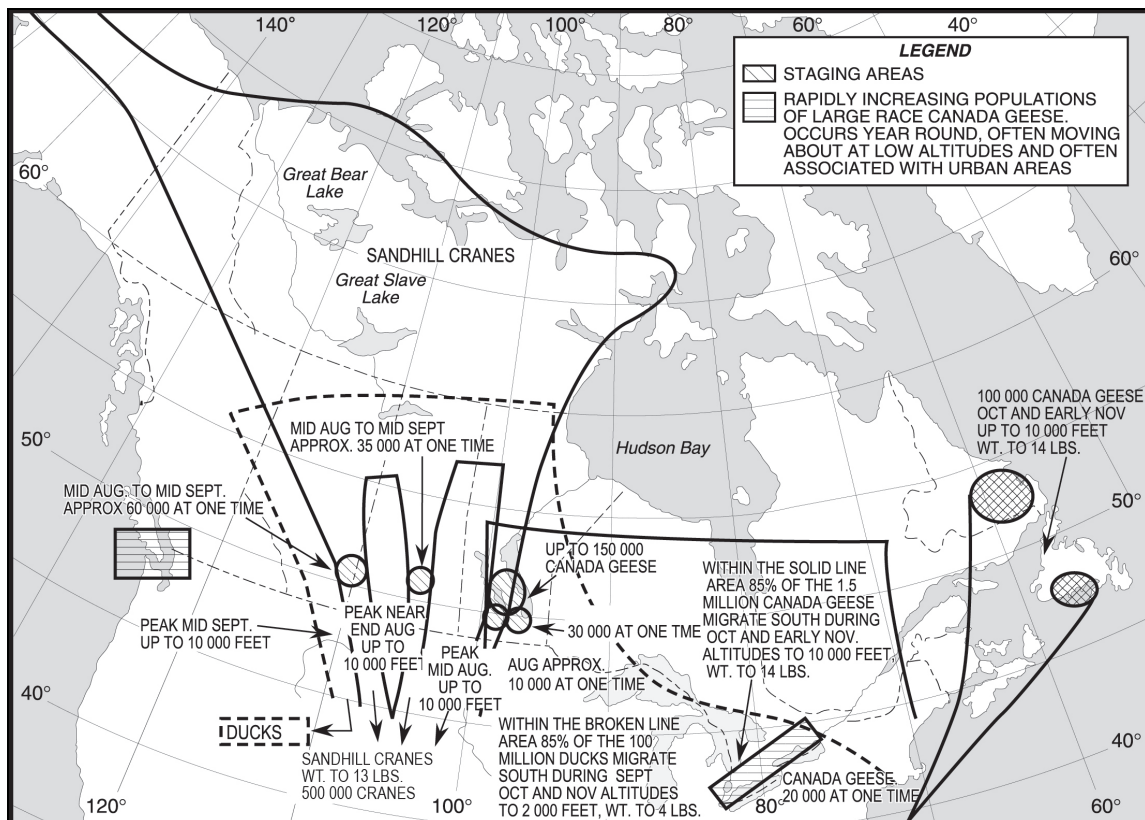 140°
120°
100°
80°
60°
40°
LEGEND
STAGING AREAS
RAPIDLY INCREASING POPULATIONS
OF LARGE RACE CANADA GEESE.
OCCURS YEAR ROUND, OFTEN MOVING
ABOUT AT LOW ALTITUDES AND OFTEN
ASSOCIATED WITH URBAN AREAS
60°
Great Bear
Lake
SANDHILL CRANES
Great Slave
Lake
60°
100 000 CANADA GEESE
OCT AND EARLY NOV
UP TO 10 000 FEET
WT. TO 14 LBS.
MID AUG TO MID SEPT
APPROX. 35 000 AT ONE TIME
50°
Hudson Bay
MID AUG. TO MID SEPT.
APPROX 60 000 AT ONE TIME
50°
UP TO 150 000
CANADA GEESE
WITHIN THE SOLID LINE
AREA 85% OF THE 1.5
MILLION CANADA GEESE
MIGRATE SOUTH DURING
OCT AND EARLY NOV.
ALTITUDES TO 10 000 FEET,
WT. TO 14 LBS.
PEAK MID SEPT.
UP TO 10 000 FEET
PEAK NEAR
END AUG
UP TO
10 000 FEET
30 000 AT ONE TME
PEAK
MID AUG.
UP TO
10 000 FEET
AUG APPROX.
10 000 AT ONE TIME
40°
DUCKS
WITHIN THE BROKEN LINE
AREA 85% OF THE 100
MILLION DUCKS MIGRATE
SOUTH DURING SEPT
OCT AND NOV ALTITUDES
TO 2 000 FEET, WT. TO 4 LBS.
40°
SANDHILL CRANES
WT. TO 13 LBS.
500 000 CRANES
CANADA GEESE
20 000 AT ONE TIME
120°
100°
80°
60°